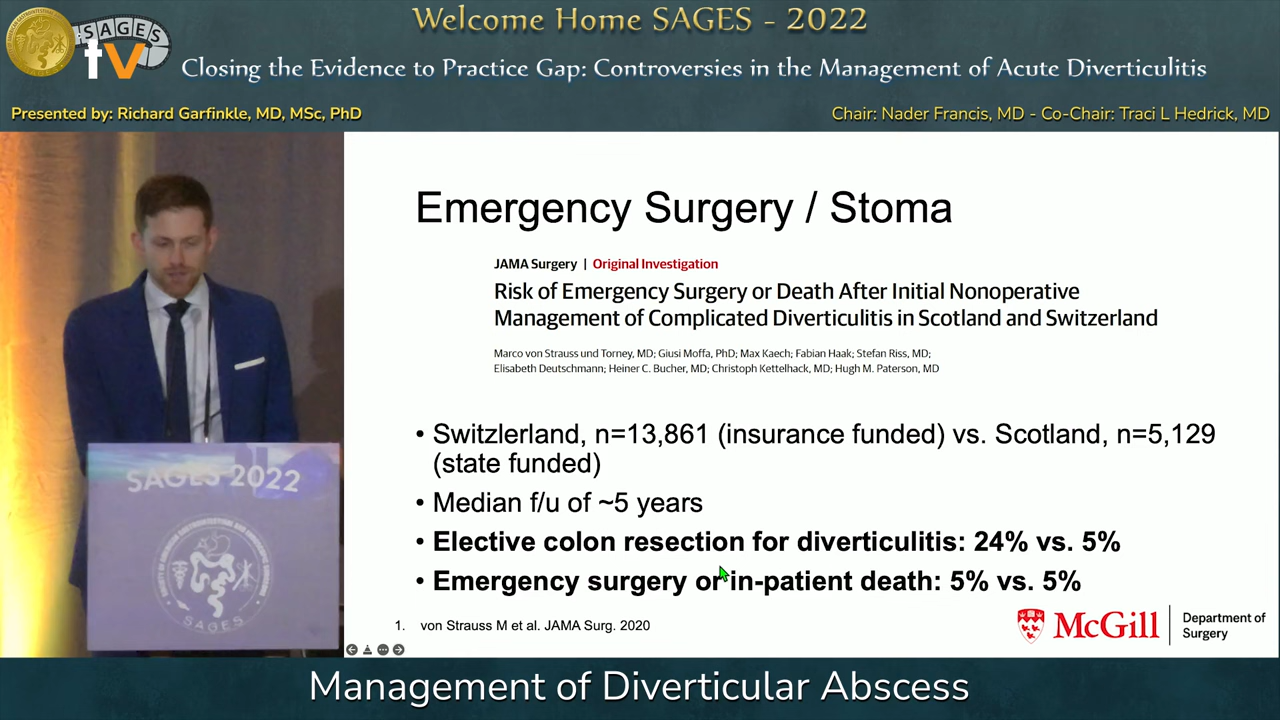 Welcome Home SAGES - 2022
SAGES
tv
Closing the Evidence to Practice Gap: Controversies in the Management of Acute Diverticulitis
Presented by: Richard Garfinkle, MD, MSc, PhD
Chair: Nader Francis, MD - Co-Chair: Traci L Hedrick, MD
Emergency Surgery / Stoma
JAMA Surgery | Original Investigation
Risk of Emergency Surgery or Death After Initial Nonoperative
Management of Complicated Diverticulitis in Scotland and Switzerland
Marco von Strauss und Torney, MD; Giusi Moffa, PhD; Max Kaech; Fabian Haak; Stefan Riss, MD;
Elisabeth Deutschmann; Heiner C. Bucher, MD; Christoph Kettelhack, MD; Hugh M. Paterson, MD
• Switzlerland, n=13,861 (insurance funded) vs. Scotland, n=5,129
(state funded)
• Median f/u of ~5 years
• Elective colon resection for diverticulitis: 24% vs. 5%
• Emergency surgery or in-patient death: 5% vs. 5%
1. von Strauss M et al. JAMA Surg. 2020
McGill
Department of
Surgery
SAGES 2022
SAGES
Management of Diverticular Abscess